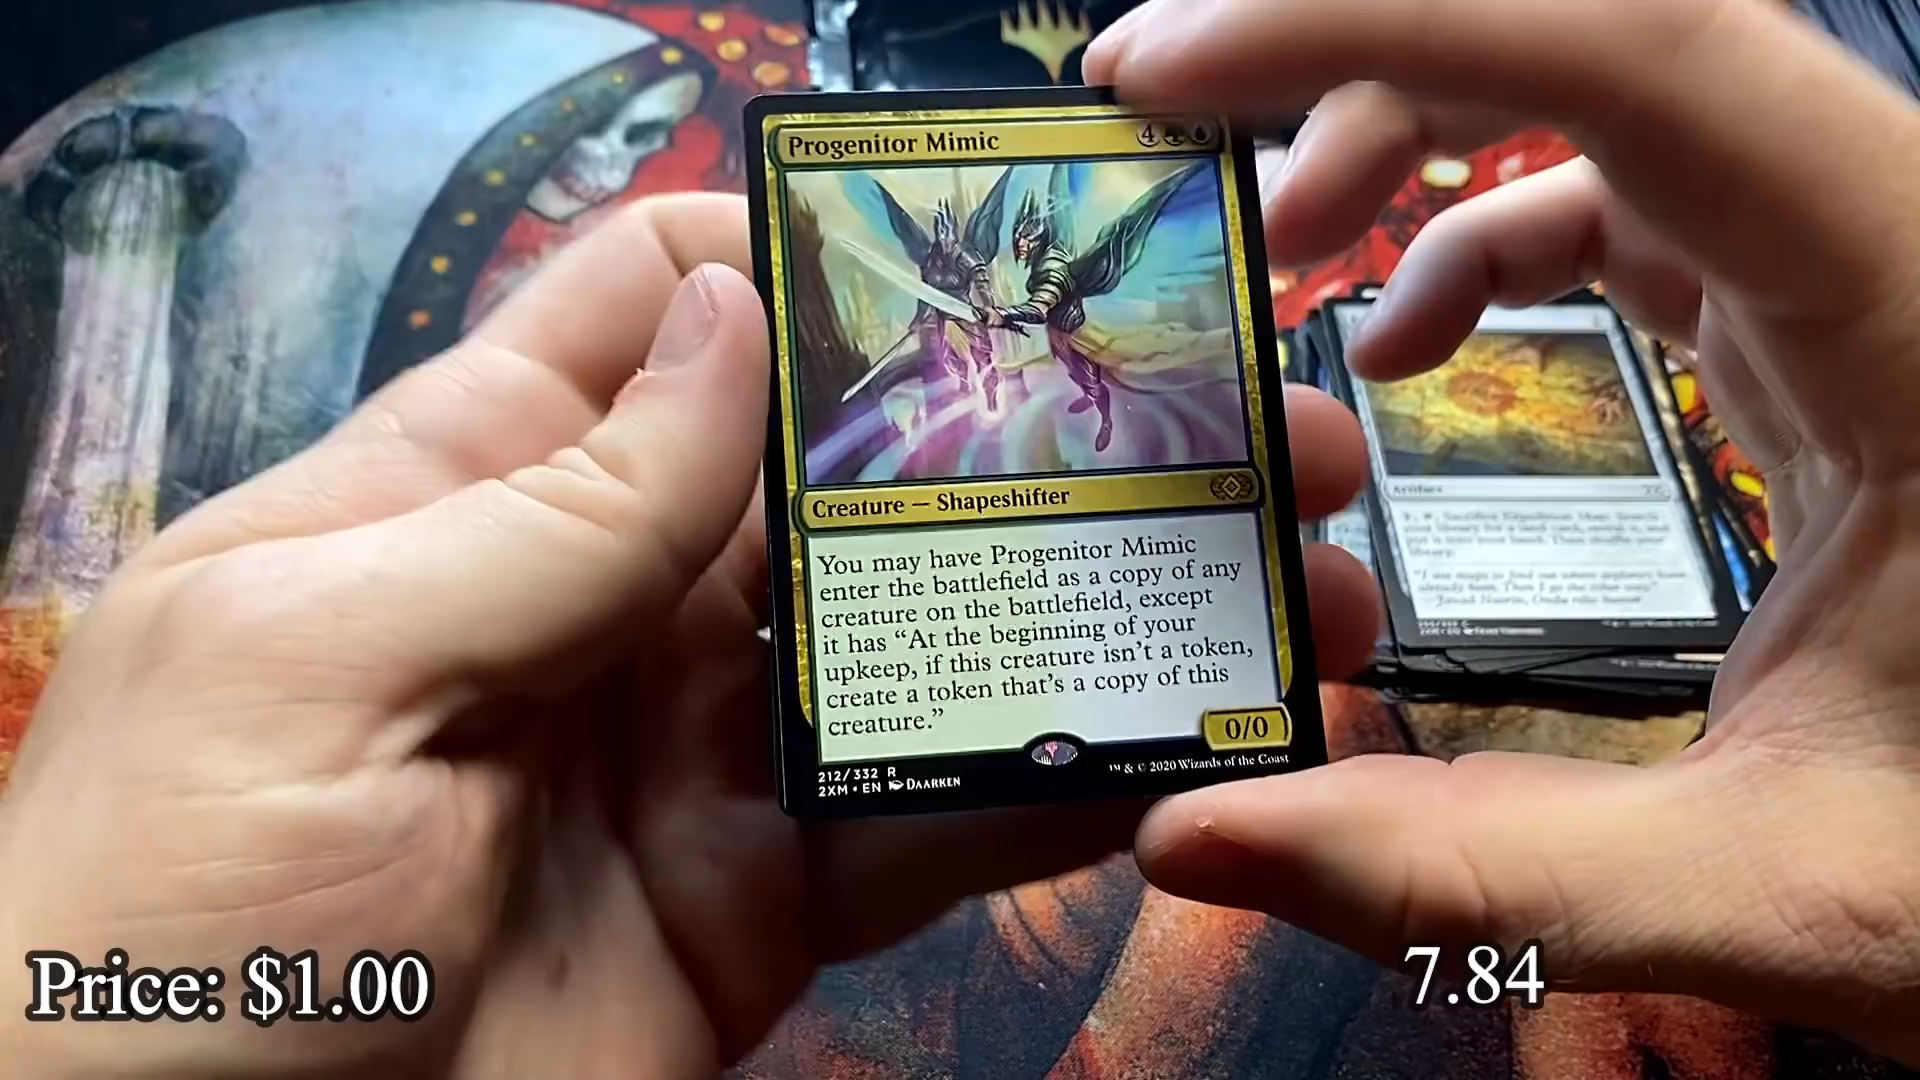 Progenitor Mimic
4
Creature — Shapeshifter
You may have Progenitor Mimic
enter the battlefield as a copy of any
creature on the battlefield, except
it has “At the beginning of your
upkeep, if this creature isn’t a token,
create a token that’s a copy of this
creature.”
0/0
212/332 R
2XM • EN DAARKEN
™ & © 2020 Wizards of the Coast
Artifact
Price: $1.00
7.84